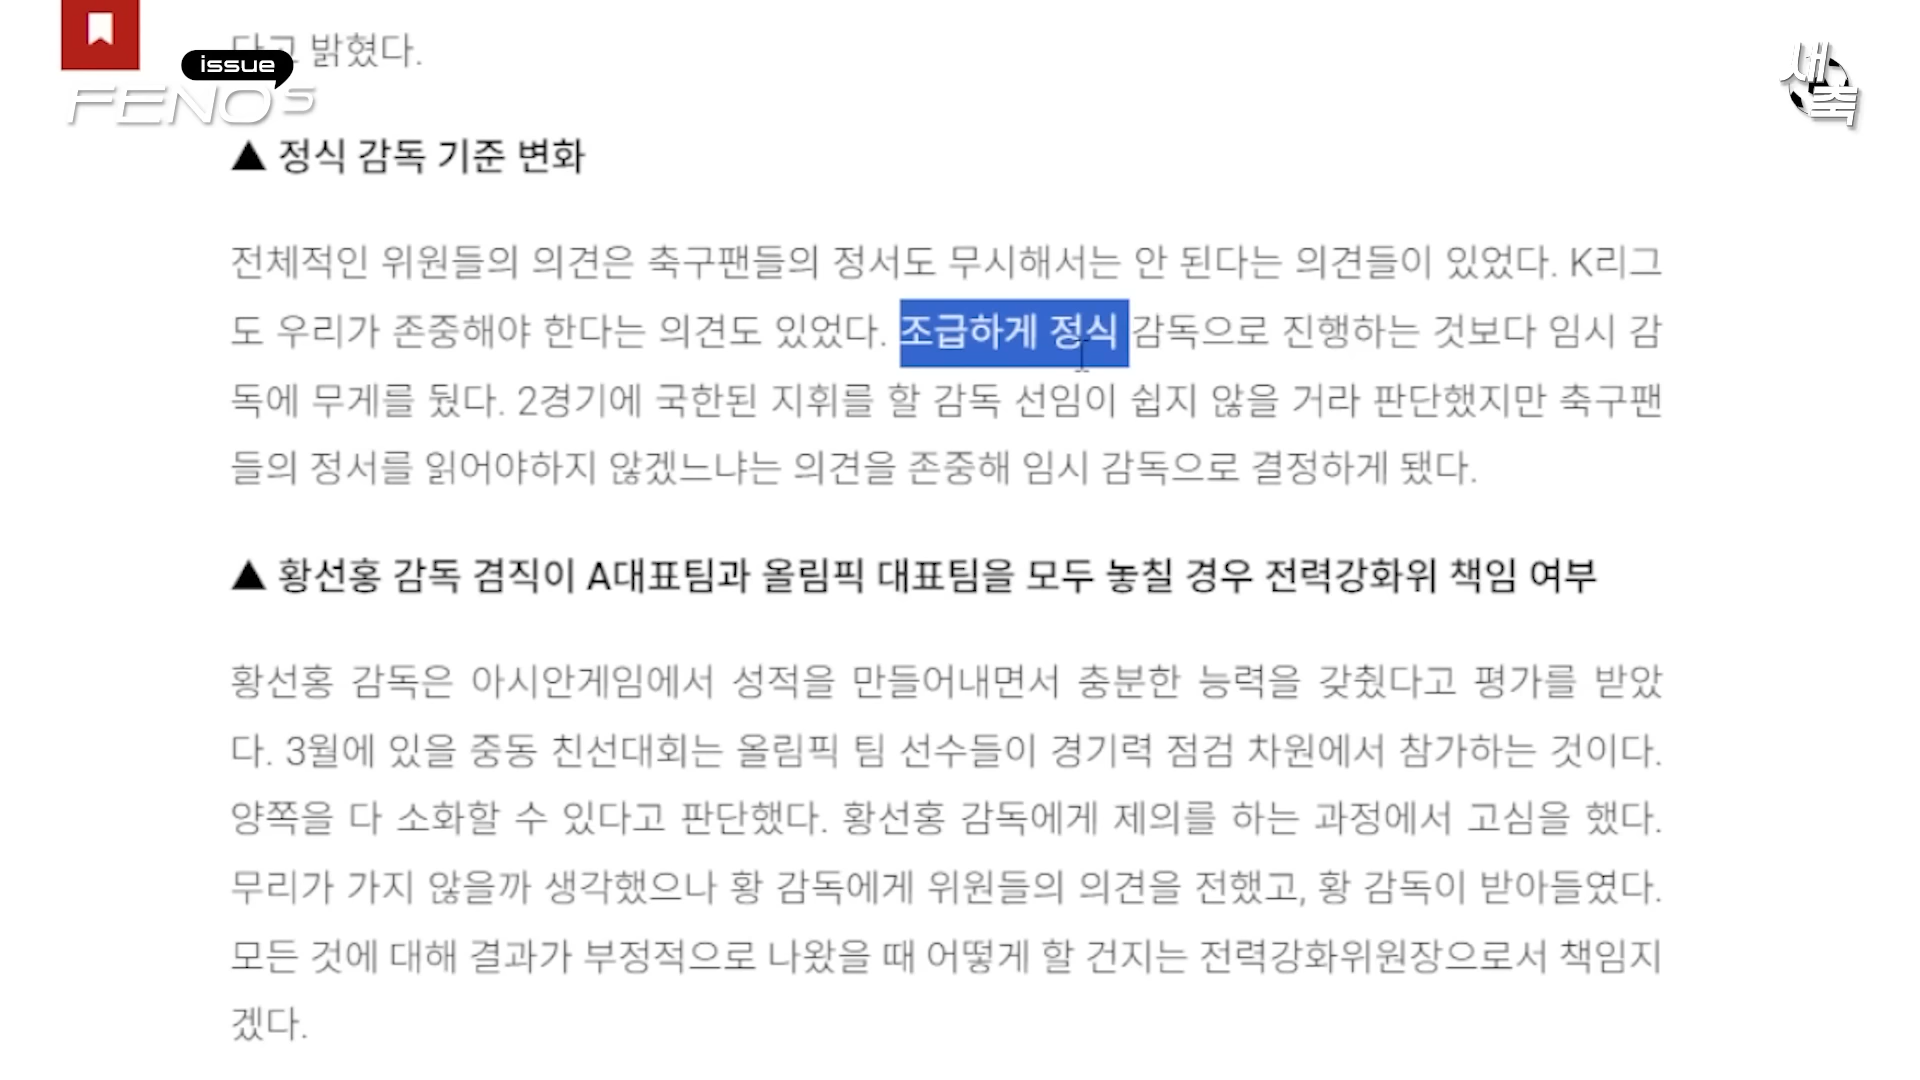 다고 밝혔다.
issue
FENO 5
새축
▲ 정식 감독 기준 변화
전체적인 위원들의 의견은 축구팬들의 정서도 무시해서는 안 된다는 의견들이 있었다. K리그
도 우리가 존중해야 한다는 의견도 있었다. 조급하게 정식 감독으로 진행하는 것보다 임시 감
독에 무게를 뒀다. 2경기에 국한된 지휘를 할 감독 선임이 쉽지 않을 거라 판단했지만 축구팬
들의 정서를 읽어야하지 않겠느냐는 의견을 존중해 임시 감독으로 결정하게 됐다.
▲ 황선홍 감독 겸직이 A대표팀과 올림픽 대표팀을 모두 놓칠 경우 전력강화위 책임 여부
황선홍 감독은 아시안게임에서 성적을 만들어내면서 충분한 능력을 갖췄다고 평가를 받았
다. 3월에 있을 중동 친선대회는 올림픽 팀 선수들이 경기력 점검 차원에서 참가하는 것이다.
양쪽을 다 소화할 수 있다고 판단했다. 황선홍 감독에게 제의를 하는 과정에서 고심을 했다.
무리가 가지 않을까 생각했으나 황 감독에게 위원들의 의견을 전했고, 황 감독이 받아들였다.
모든 것에 대해 결과가 부정적으로 나왔을 때 어떻게 할 건지는 전력강화위원장으로서 책임지
겠다.